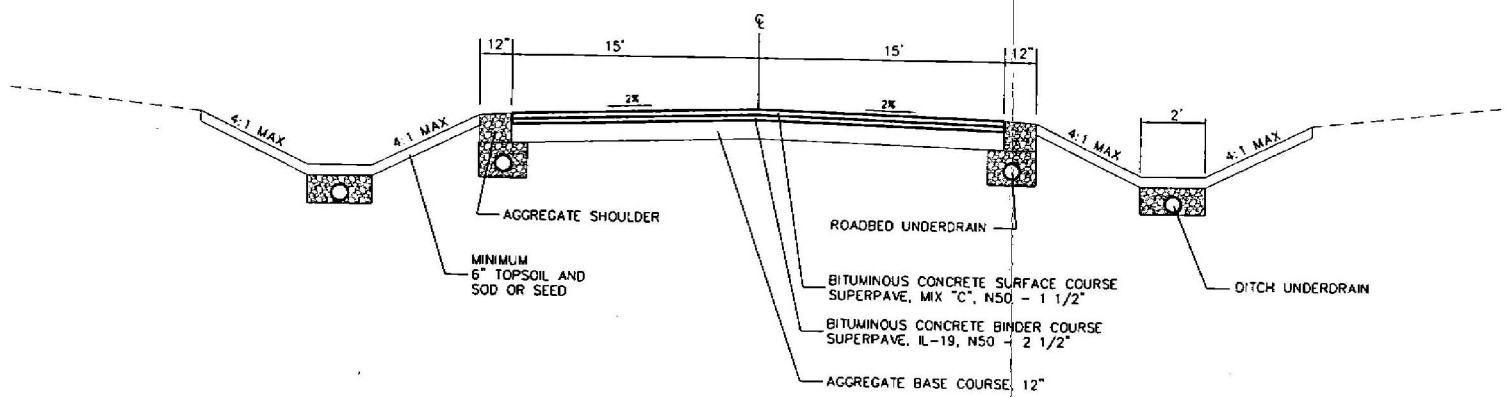 ℄
12" 15' 15' 12"
2% 2%
4:1 MAX 4:1 MAX 4:1 MAX 2' 4:1 MAX
AGGREGATE SHOULDER
ROADBED UNDERDRAIN
MINIMUM
6" TOPSOIL AND
SOD OR SEED
BITUMINOUS CONCRETE SURFACE COURSE
SUPERPAVE, MIX "C", N50 - 1 1/2"
DITCH UNDERDRAIN
BITUMINOUS CONCRETE BINDER COURSE
SUPERPAVE, IL-19, N50 - 2 1/2"
AGGREGATE BASE COURSE, 12"